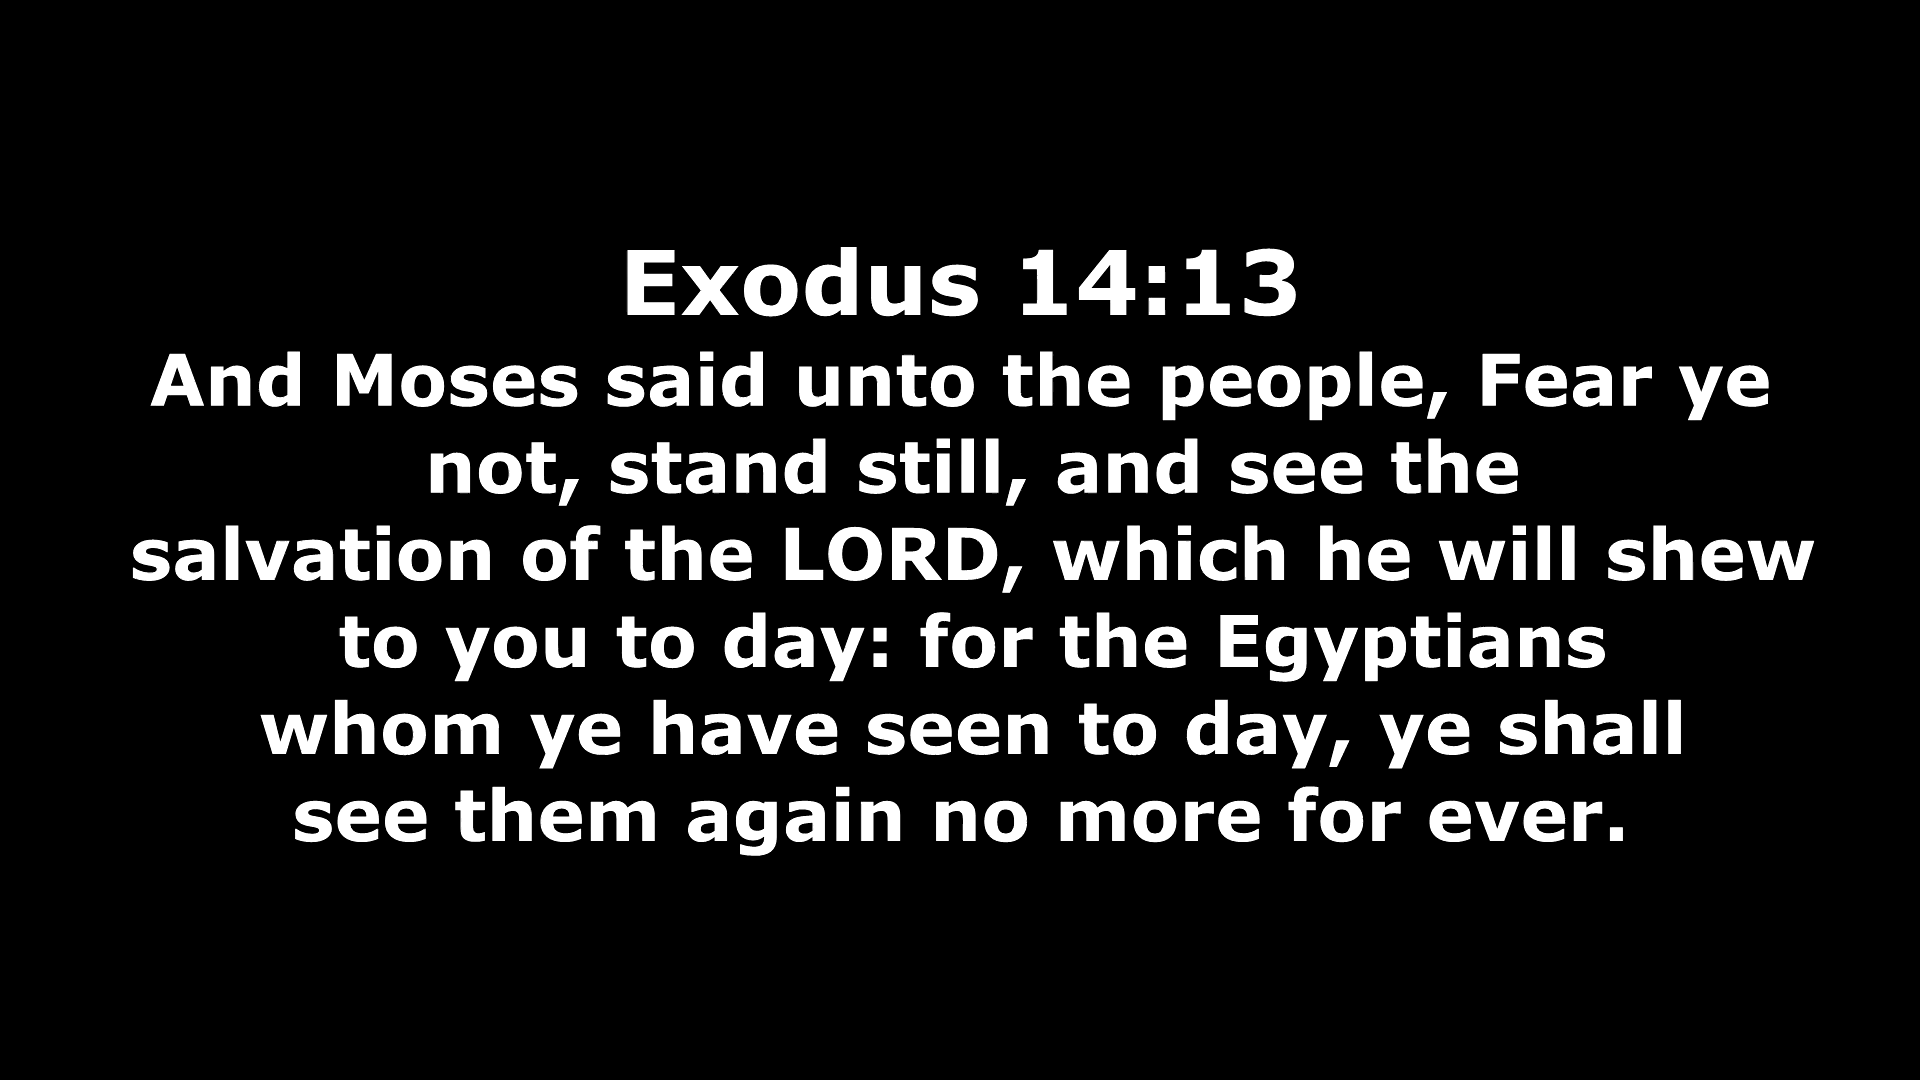 Exodus 14:13
And Moses said unto the people, Fear ye
not, stand still, and see the
salvation of the LORD, which he will shew
to you to day: for the Egyptians
whom ye have seen to day, ye shall
see them again no more for ever.